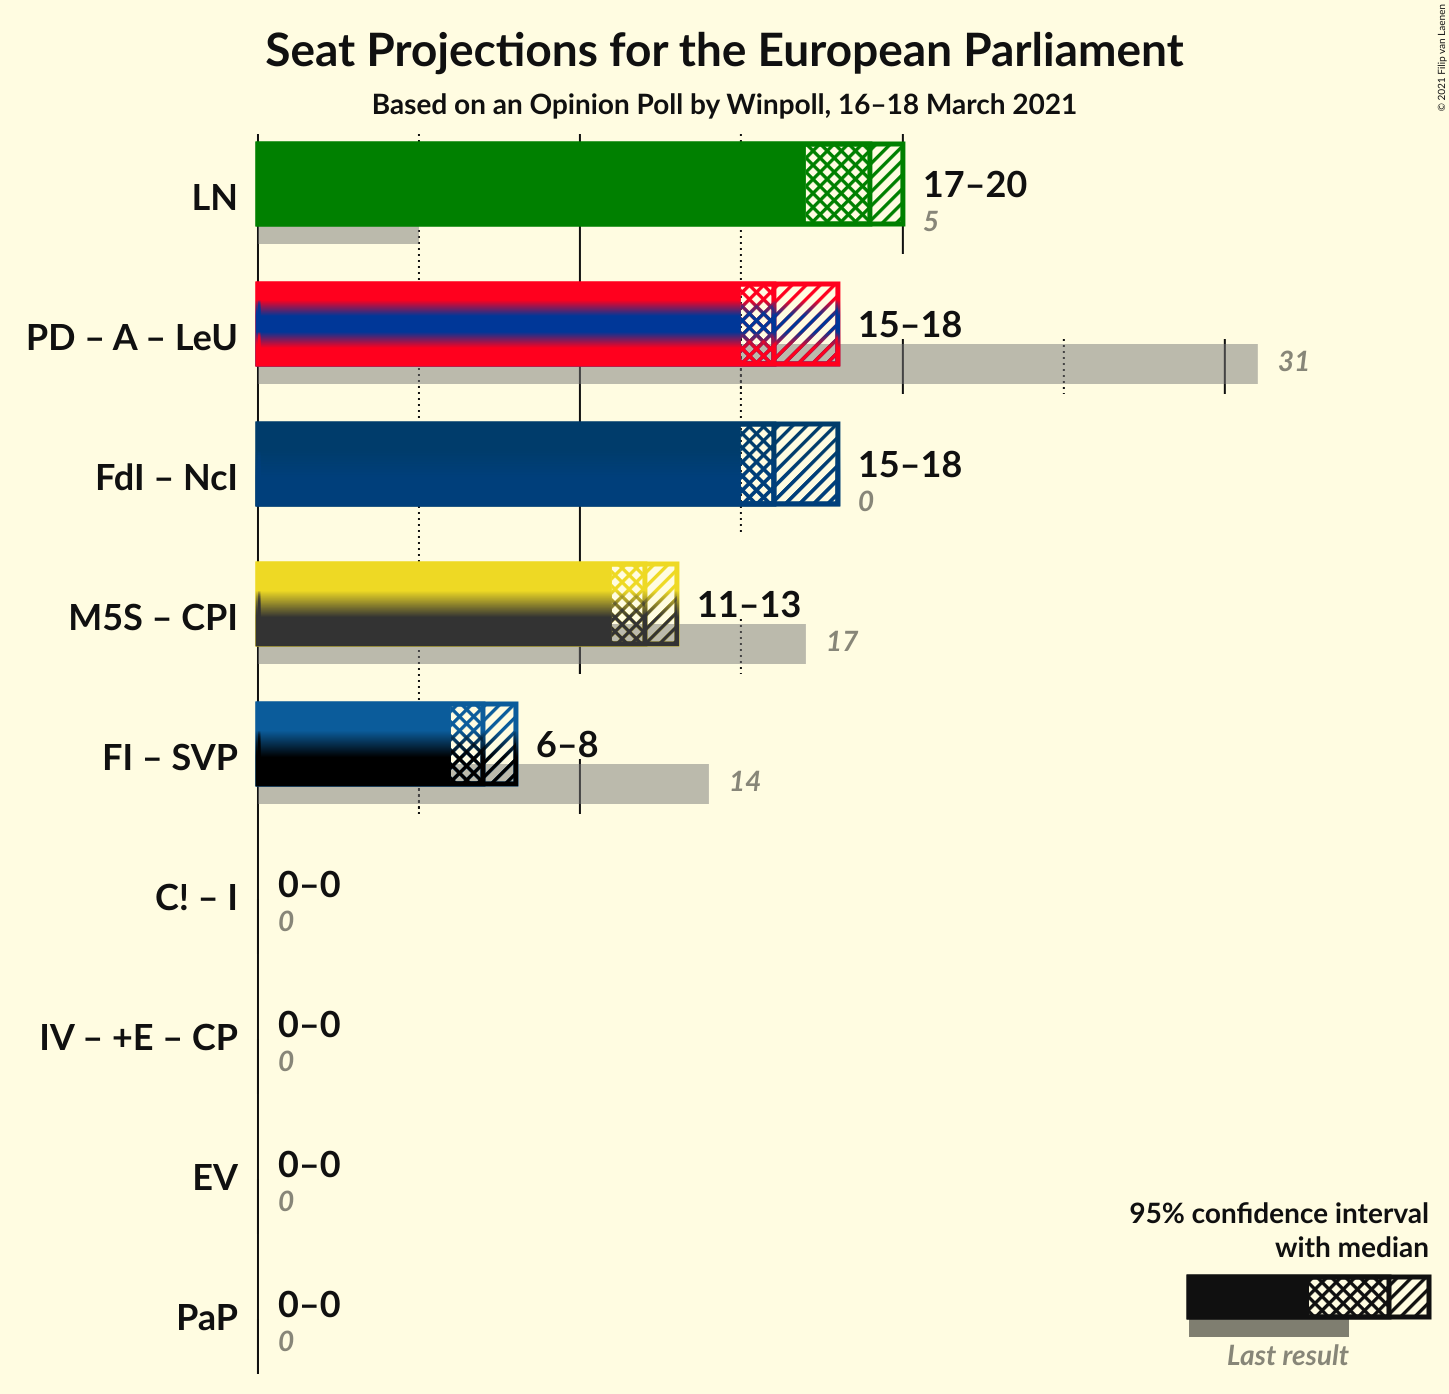 Seat Projections for the European Parliament
Based on an Opinion Poll by Winpoll, 16–18 March 2021
© 2021 Filip van Laenen
LN
17–20
5
PD – A – LeU
15–18
31
FdI – NcI
15–18
0
M5S – CPI
11–13
17
FI – SVP
6–8
14
C! – I
0–0
0
IV – +E – CP
0–0
0
EV
0–0
0
PaP
0–0
0
95% confidence interval
with median
Last result